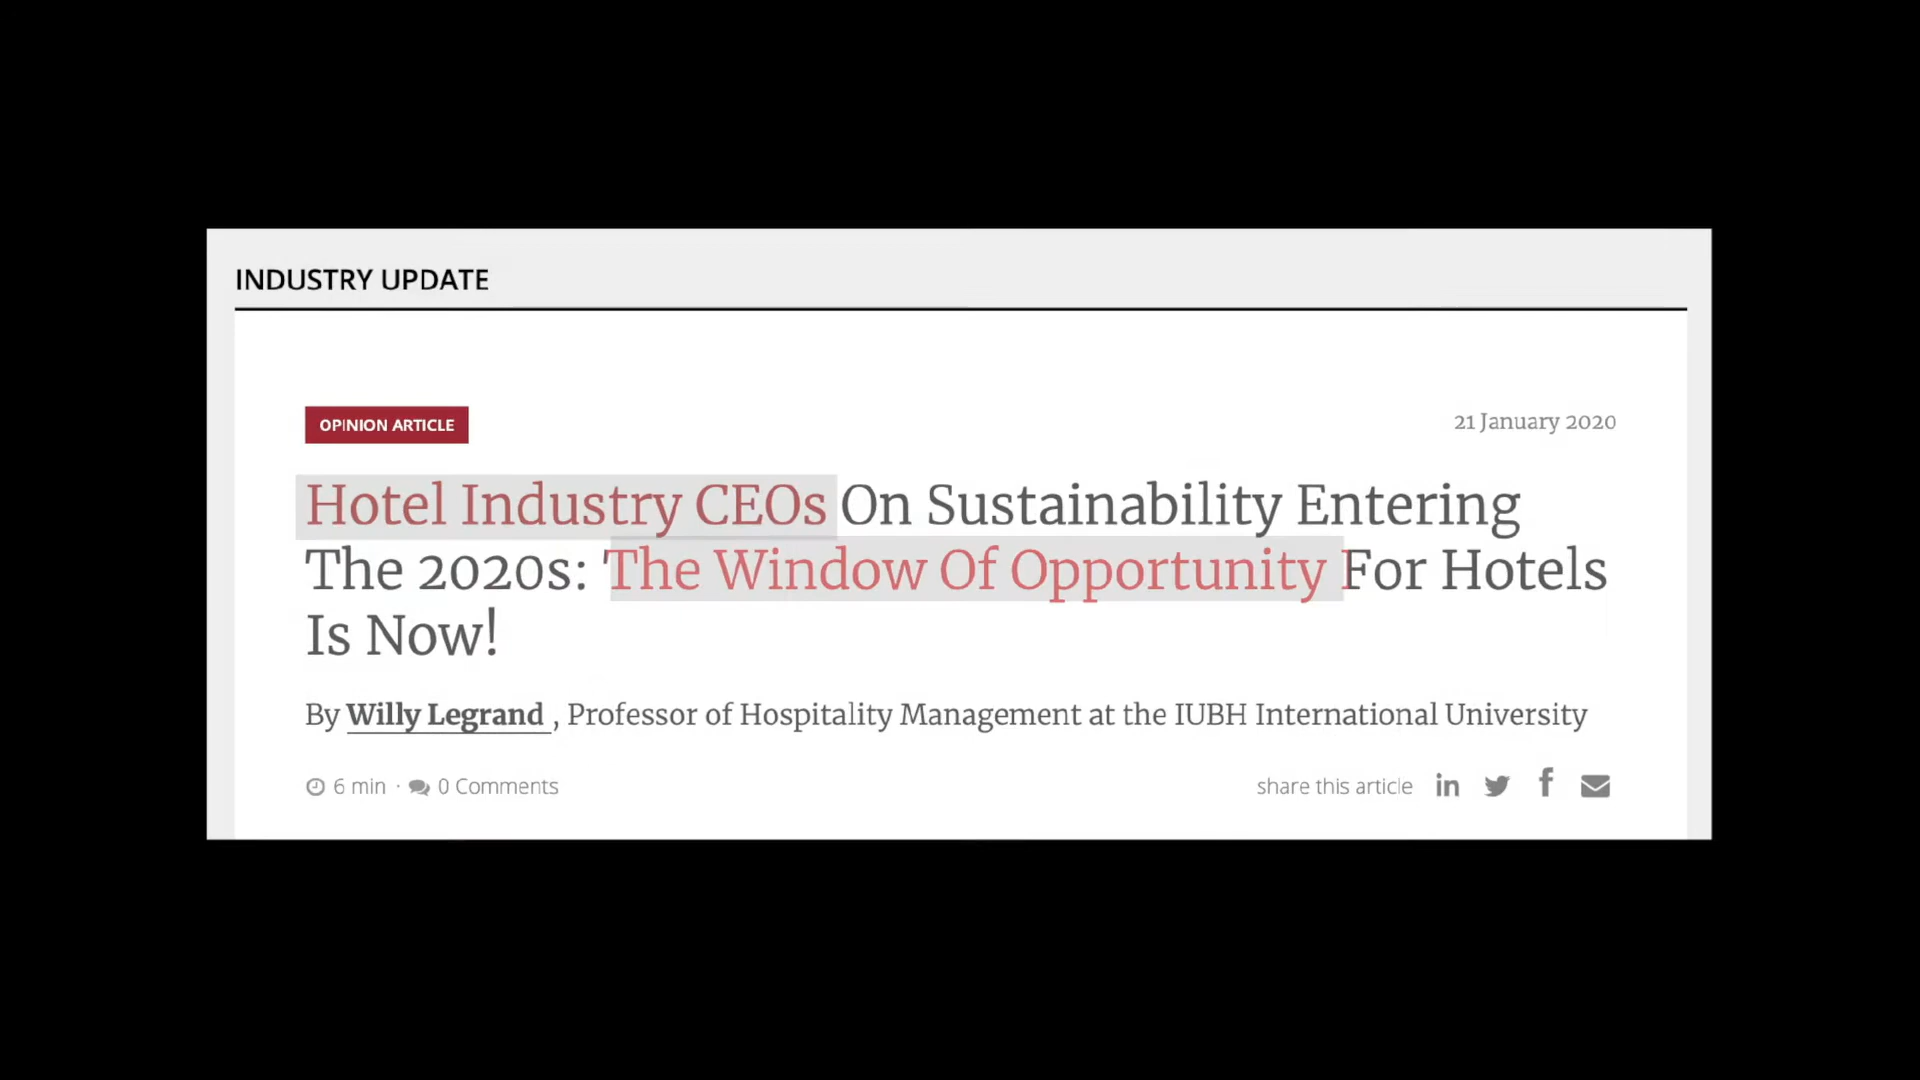 INDUSTRY UPDATE
OPINION ARTICLE
21 January 2020
Hotel Industry CEOs On Sustainability Entering
The 2020s: The Window Of Opportunity For Hotels
Is Now!
By Willy Legrand , Professor of Hospitality Management at the IUBH International University
6 min · 0 Comments
share this article